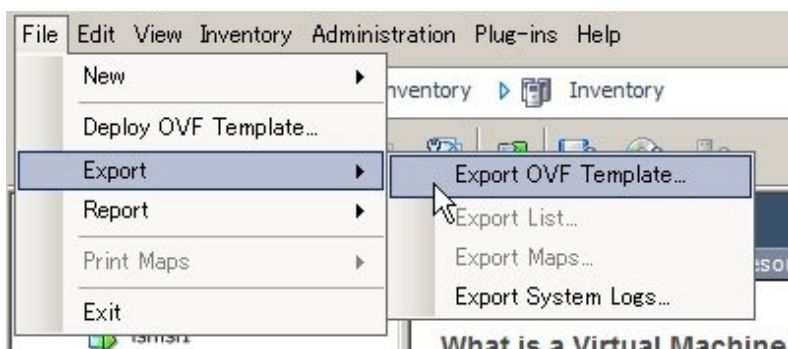 File Edit View Inventory Administration Plug-ins Help
New
Inventory
Deploy OVF Template...
Export
Export OVF Template...
Report
Export List...
Print Maps
Export Maps...
Exit
Export System Logs...
What is a Virtual Machine